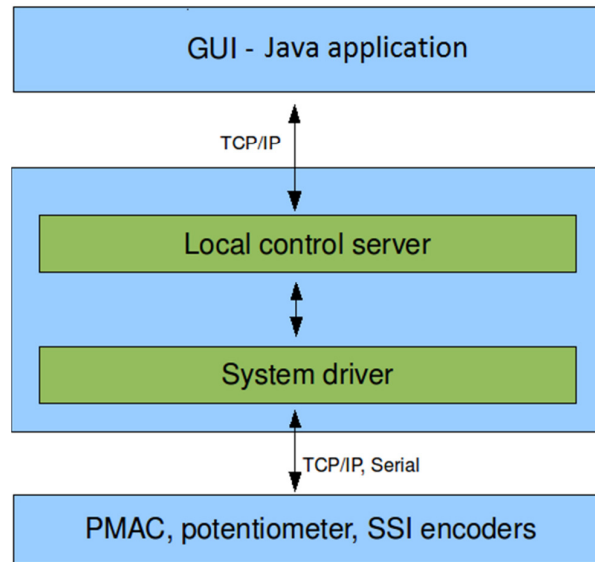 GUI - Java application
TCP/IP
Local control server
System driver
TCP/IP, Serial
PMAC, potentiometer, SSI encoders